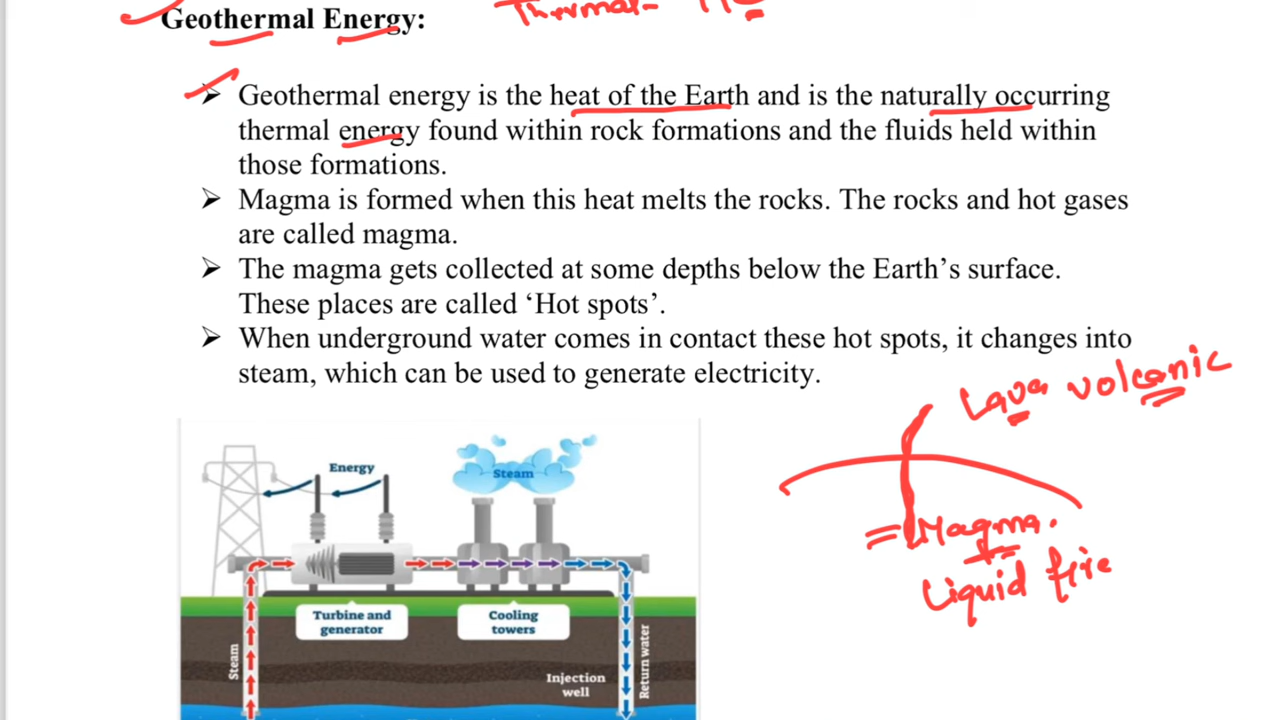 Geothermal Energy:
Thermal-
➢ Geothermal energy is the heat of the Earth and is the naturally occurring
thermal energy found within rock formations and the fluids held within
those formations.
➢ Magma is formed when this heat melts the rocks. The rocks and hot gases
are called magma.
➢ The magma gets collected at some depths below the Earth’s surface.
These places are called ‘Hot spots’.
➢ When underground water comes in contact these hot spots, it changes into
steam, which can be used to generate electricity.
Lava volcanic
Energy
Steam
= Magma.
Liquid fire
Turbine and
generator
Cooling
towers
Steam
Injection
well
Return water